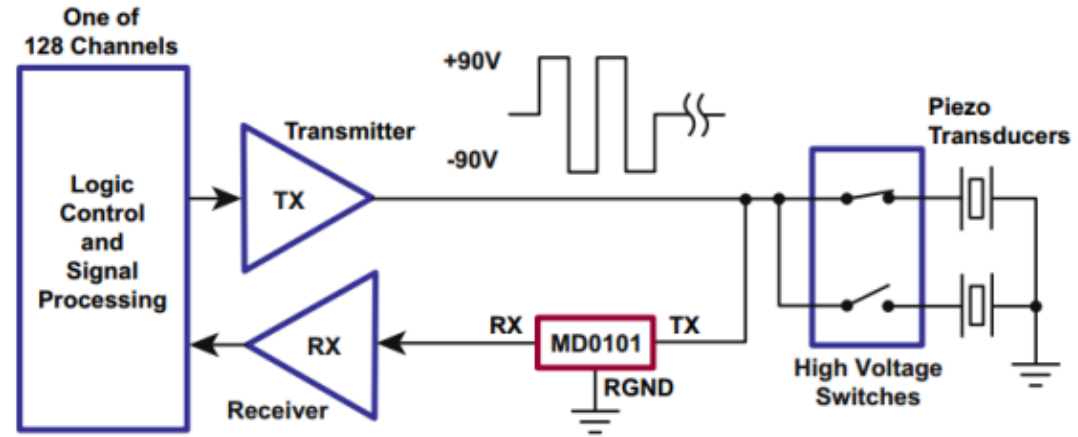 One of
128 Channels
Logic
Control
and
Signal
Processing
Transmitter
TX
+90V
-90V
Piezo
Transducers
RX
Receiver
RX
MD0101
TX
RGND
High Voltage
Switches